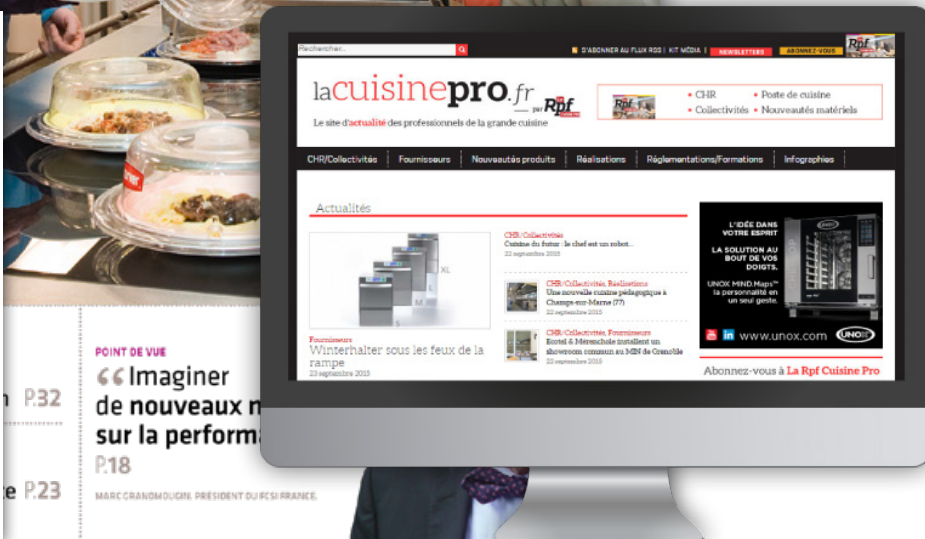 Rechercher...
S'ABONNER AU FLUX RSS | KIT MÉDIA | NEWSLETTERS ABONNEZ-VOUS Rpf
lacuisinepro.fr
par Rpf
CUISINE PRO
Le site d'actualité des professionnels de la grande cuisine
Rpf
• CHR • Poste de cuisine
• Collectivités • Nouveautés matériels
CHR/Collectivités Fournisseurs Nouveautés produits Réalisations Réglementations/Formations Infographies
Actualités
XL
L
M
Fournisseurs
Winterhalter sous les feux de la
rampe
23 septembre 2015
CHR/Collectivités
Cuisine du futur : le chef est un robot...
22 septembre 2015
CHR/Collectivités, Réalisations
Une nouvelle cuisine pédagogique à
Champs-sur-Marne (77)
22 septembre 2015
CHR/Collectivités, Fournisseurs
Ecotel & Mérenchole installent un
showroom commun au MIN de Grenoble
22 septembre 2015
L'IDÉE DANS
VOTRE ESPRIT
LA SOLUTION AU
BOUT DE VOS
DOIGTS.
UNOX MIND.Maps™
la personnalité en
un seul geste.
UNOX
in www.unox.com UNOX
Abonnez-vous à La Rpf Cuisine Pro
P.32
P.23
POINT DE VUE
“Imaginer
de nouveaux
sur la
P.18
MARC GRANDMOUGIN, PRÉSIDENT DU FCSI FRANCE.